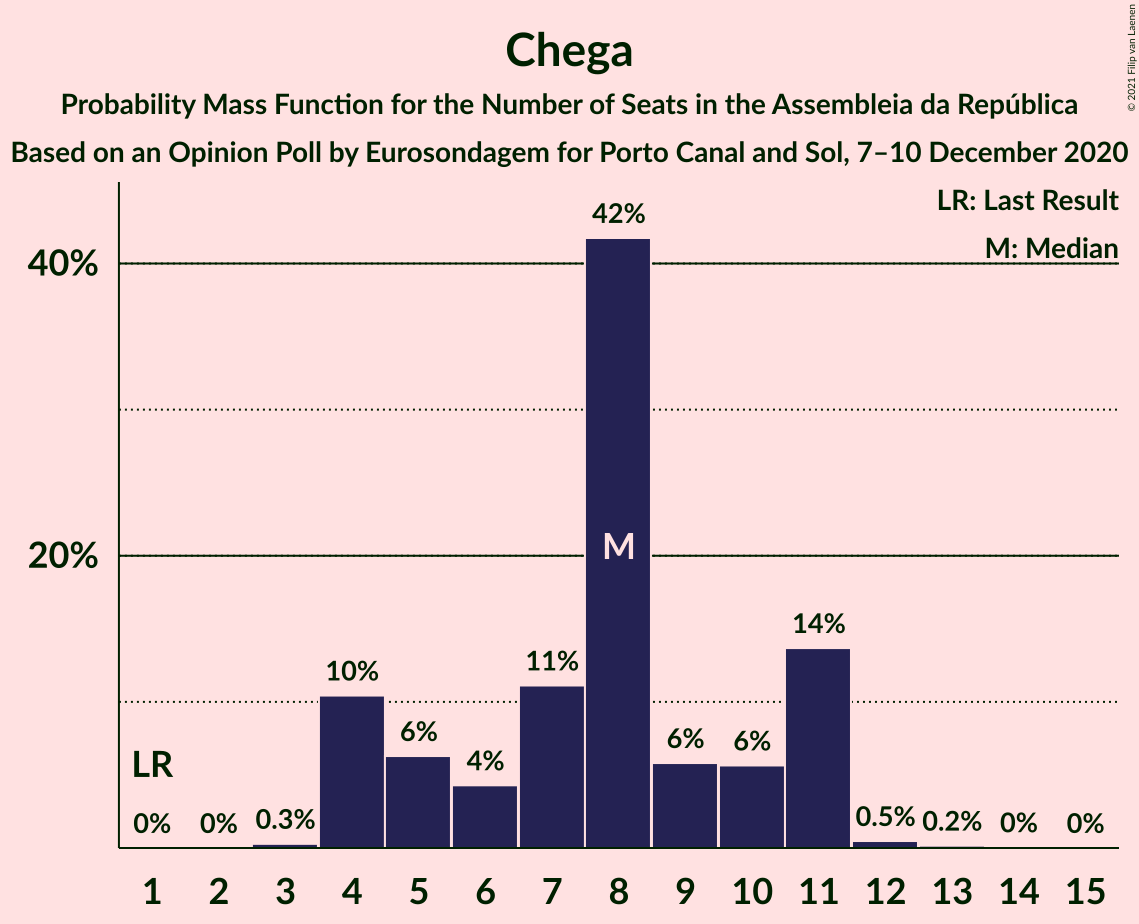 Chega
Probability Mass Function for the Number of Seats in the Assembleia da República
Based on an Opinion Poll by Eurosondagem for Porto Canal and Sol, 7–10 December 2020
© 2021 Filip van Laenen
LR: Last Result
M: Median
40%
20%
LR
M
0%
0%
0.3%
10%
6%
4%
11%
42%
6%
6%
14%
0.5%
0.2%
0%
0%
1 2 3 4 5 6 7 8 9 10 11 12 13 14 15